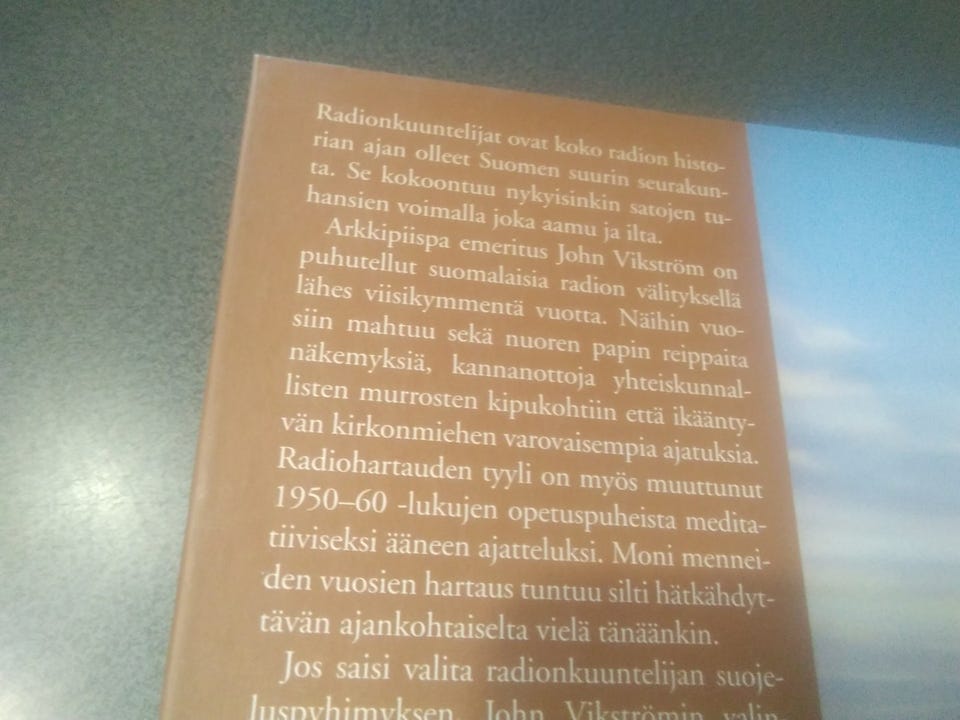 Radionkuuntelijat ovat koko radion histo-
rian ajan olleet Suomen suurin seurakun-
ta. Se kokoontuu nykyisinkin satojen tu-
hansien voimalla joka aamu ja ilta.
Arkkipiispa emeritus John Vikström on
puhutellut suomalaisia radion välityksellä
lähes viisikymmentä vuotta. Näihin vuo-
siin mahtuu sekä nuoren papin reippaita
näkemyksiä, kannanottoja yhteiskunnal-
listen murrosten kipukohtiin että ikäänty-
vän kirkonmiehen varovaisempia ajatuksia.
Radiohartauden tyyli on myös muuttunut
1950–60 -lukujen opetuspuheista medita-
tiiviseksi ääneen ajatteluksi. Moni mennei-
den vuosien hartaus tuntuu silti hätkähdyt-
tävän ajankohtaiselta vielä tänäänkin.
Jos saisi valita radionkuuntelijan suoje-
luspyhimyksen, John Vikströmin valin-